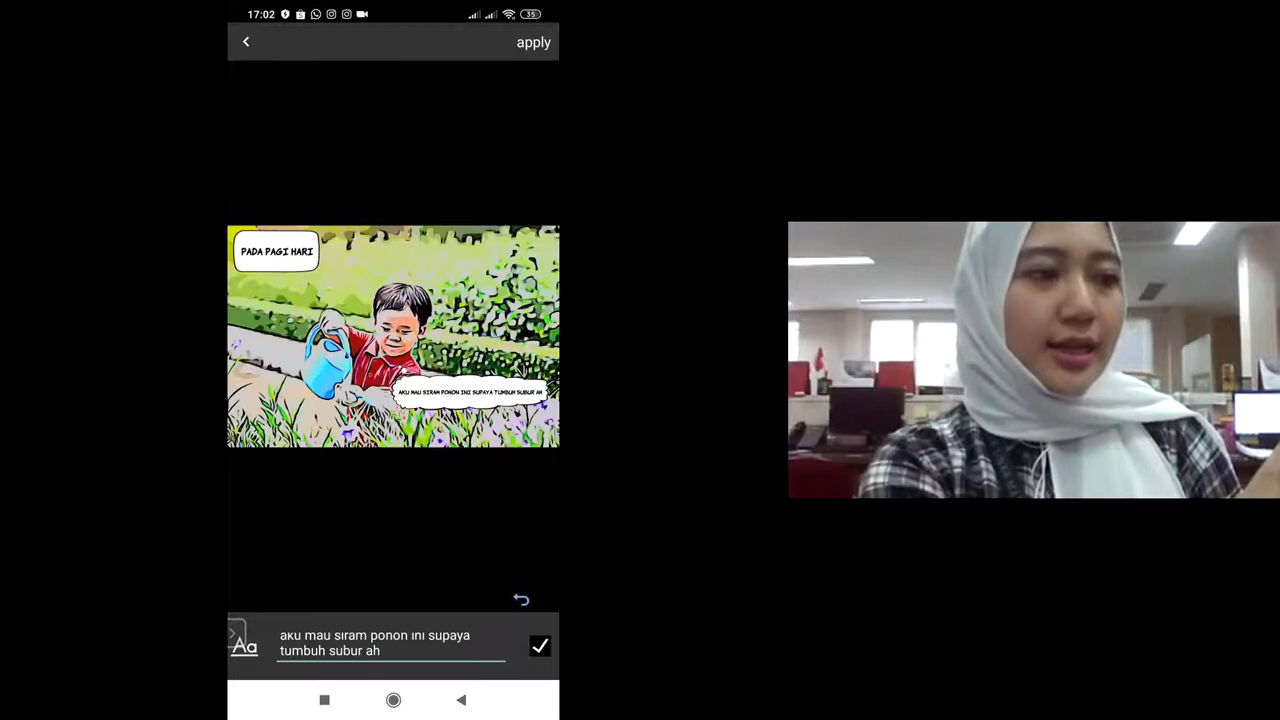 17:02
35
apply
PADA PAGI HARI
AKU MAU SIRAM POHON INI SUPAYA TUMBUH SUBUR AH
Aa
aku mau siram pohon ini supaya
tumbuh subur ah